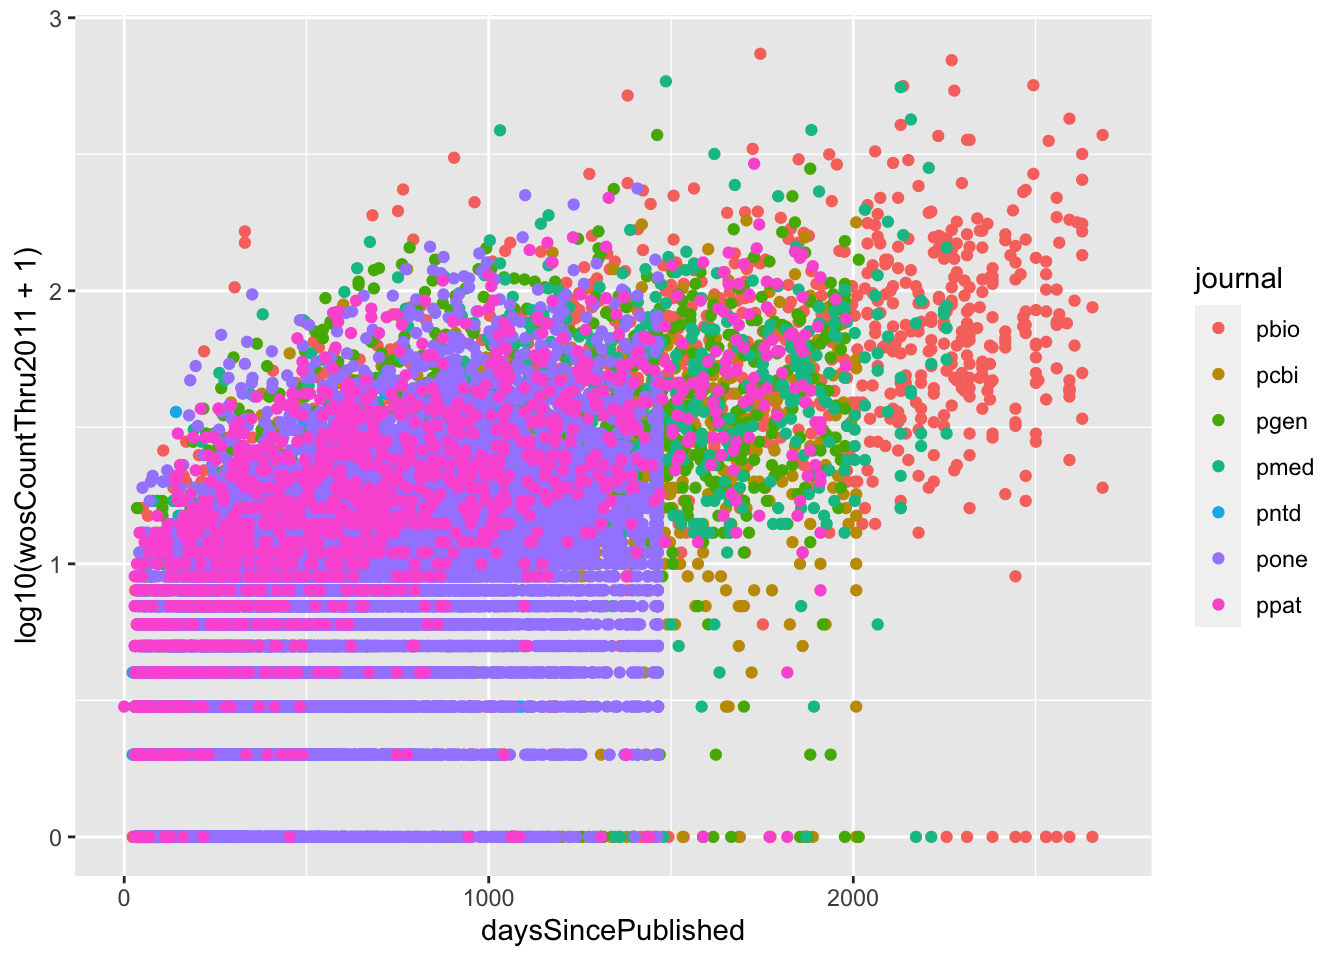 3
2
1
0
log10(wosCountThru2011 + 1)
0
1000
2000
daysSincePublished
journal
pbio
pcbi
pgen
pmed
pntd
pone
ppat